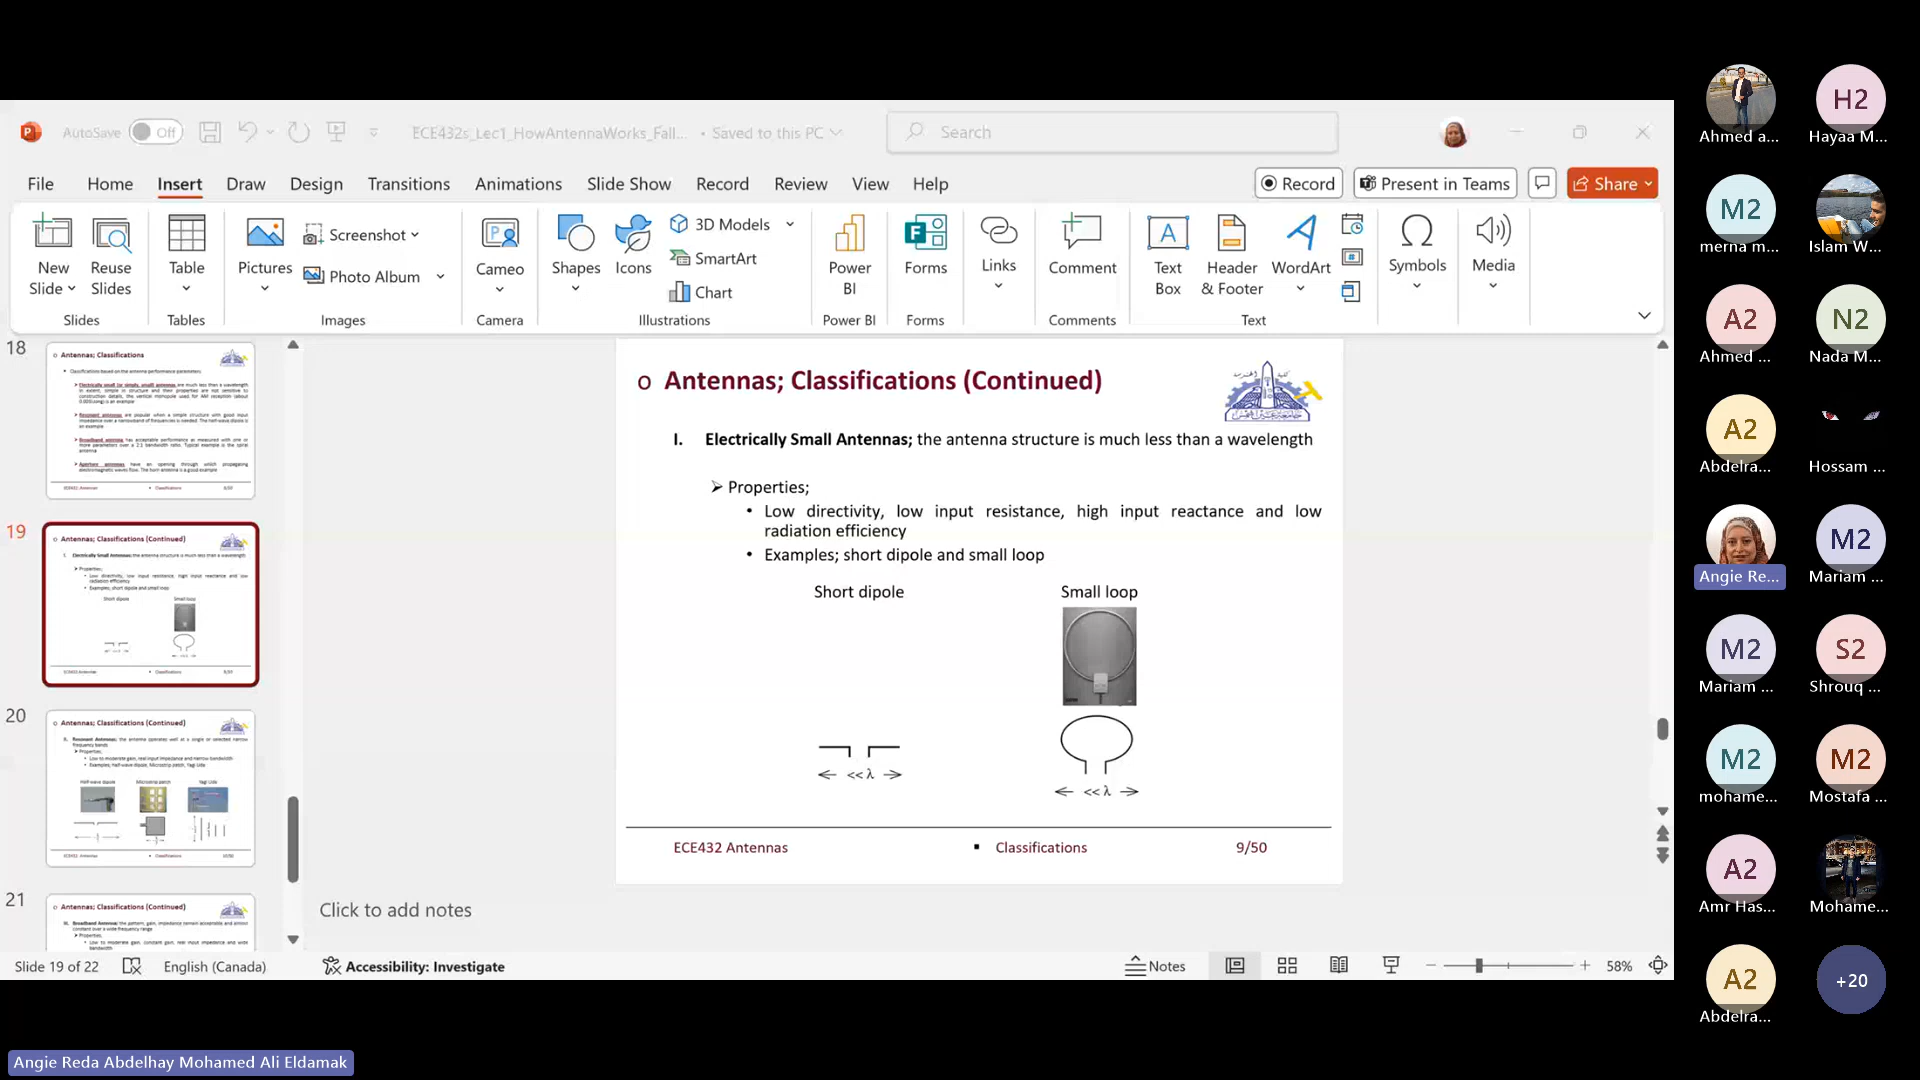 AutoSave
Off
ECE432s_Lec1_HowAntennaWorks_Fall... • Saved to this PC
Search
File
Home
Insert
Draw
Design
Transitions
Animations
Slide Show
Record
Review
View
Help
Record
Present in Teams
Share
New Slide
Reuse Slides
Table
Pictures
Screenshot
Photo Album
Cameo
Shapes
Icons
3D Models
SmartArt
Chart
Power BI
Forms
Links
Comment
Text Box
Header & Footer
WordArt
Symbols
Media
Slides
Tables
Images
Camera
Illustrations
Power BI
Forms
Comments
Text
18
Antennas; Classifications
19
Antennas; Classifications (Continued)
20
Antennas; Classifications (Continued)
21
Antennas; Classifications (Continued)
o Antennas; Classifications (Continued)
I. Electrically Small Antennas; the antenna structure is much less than a wavelength
➤ Properties;
• Low directivity, low input resistance, high input reactance and low
radiation efficiency
• Examples; short dipole and small loop
Short dipole
Small loop
<<λ
<<λ
ECE432 Antennas
▪ Classifications
9/50
Click to add notes
Slide 19 of 22
English (Canada)
Accessibility: Investigate
Notes
58%
Ahmed a...
H2
Hayaa M...
M2
merna m...
Islam W...
A2
Ahmed ...
N2
Nada M...
A2
Abdelra...
Hossam ...
Angie Re...
M2
Mariam ...
M2
Mariam ...
S2
Shrouq ...
M2
mohame...
M2
Mostafa ...
A2
Amr Has...
Mohame...
A2
Abdelra...
+20
Angie Reda Abdelhay Mohamed Ali Eldamak